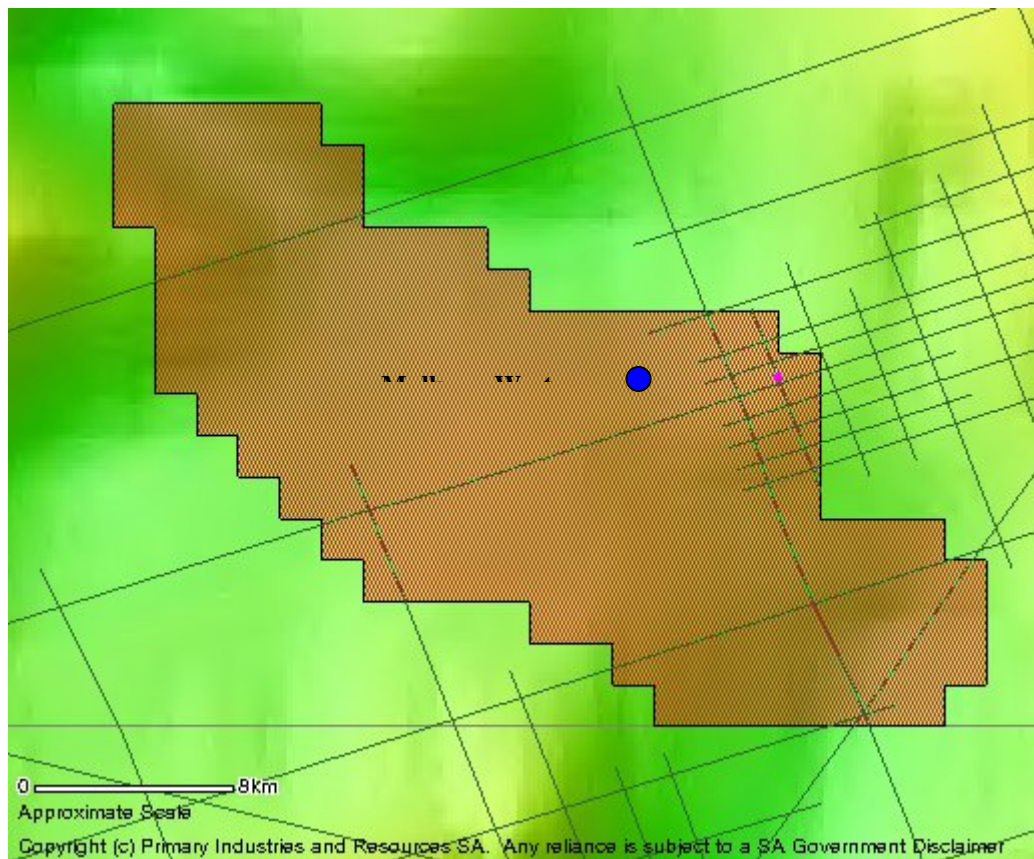 0 8km
Approximate Scale
Copyright (c) Primary Industries and Resources SA. Any reliance is subject to a SA Government Disclaimer